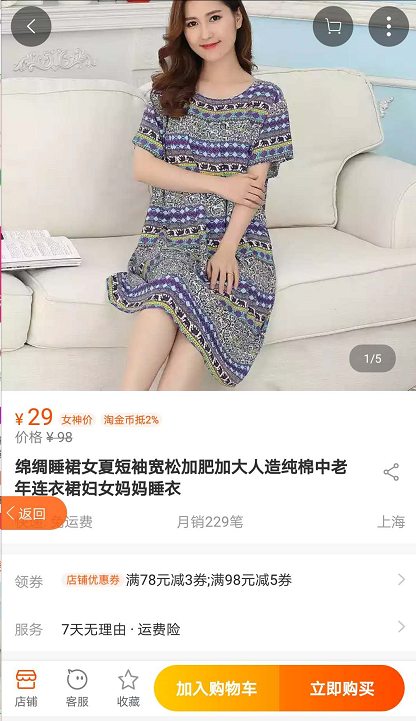 1/5
¥29 女神价 淘金币抵2%
价格 ¥98
绵绸睡裙女夏短袖宽松加肥加大人造纯棉中老
年连衣裙妇女妈妈睡衣
返回
免运费 月销229笔 上海
领券 店铺优惠券 满78元减3券;满98元减5券
服务 7天无理由 · 运费险
店铺 客服 收藏 加入购物车 立即购买